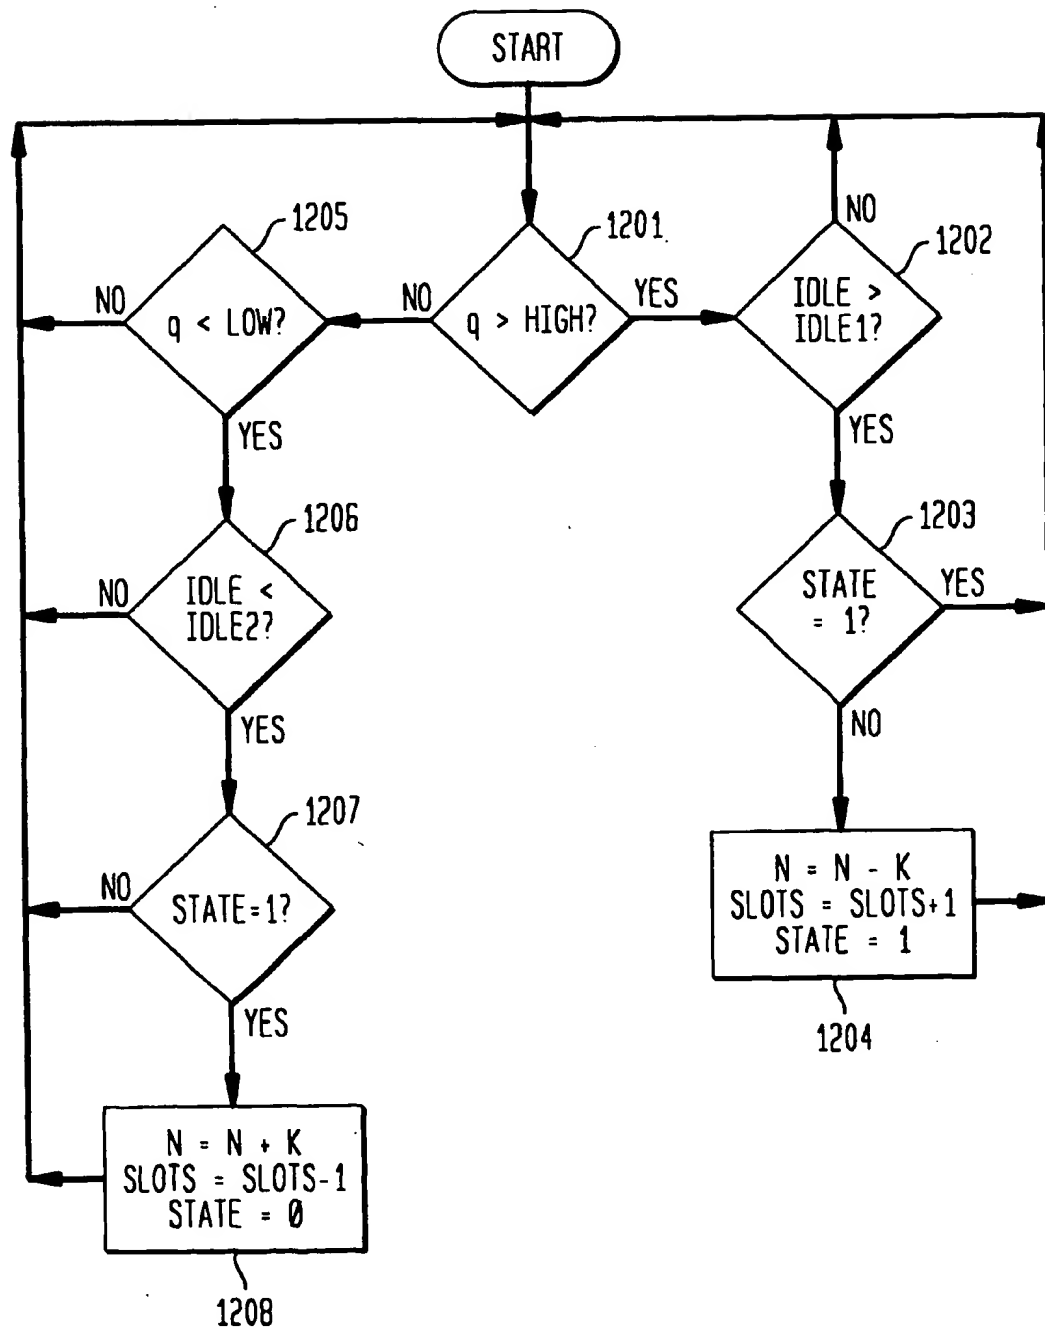 START
1205
1201
1202
NO
q < LOW?
NO
q > HIGH?
YES
NO
IDLE >
IDLE1?
YES
YES
1206
1203
NO
IDLE <
IDLE2?
STATE
= 1?
YES
YES
NO
1207
NO
STATE=1?
N = N - K
SLOTS = SLOTS+1
STATE = 1
YES
1204
N = N + K
SLOTS = SLOTS-1
STATE = 0
1208